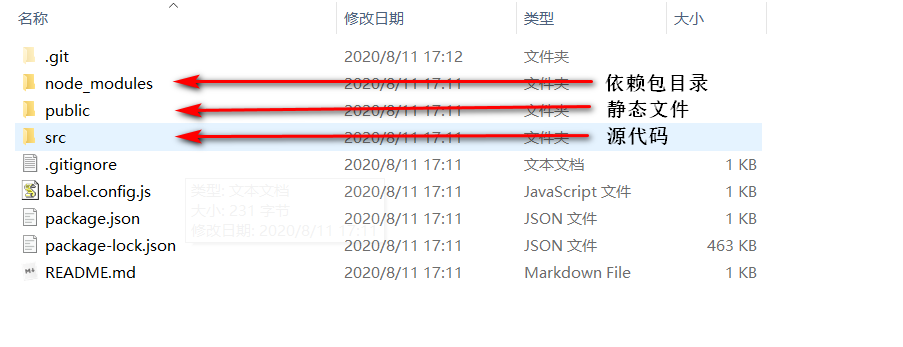 名称 修改日期 类型 大小
.git 2020/8/11 17:12 文件夹
node_modules 2020/8/11 17:11 文件夹 依赖包目录
public 2020/8/11 17:11 文件夹 静态文件
src 2020/8/11 17:11 文件夹 源代码
.gitignore 2020/8/11 17:11 文本文档 1 KB
babel.config.js 2020/8/11 17:11 JavaScript 文件 1 KB
类型: 文本文档
package.json 2020/8/11 17:11 JSON 文件 1 KB
大小: 231 字节
修改日期: 2020/8/11 17:11
package-lock.json 2020/8/11 17:11 JSON 文件 463 KB
README.md 2020/8/11 17:11 Markdown File 1 KB